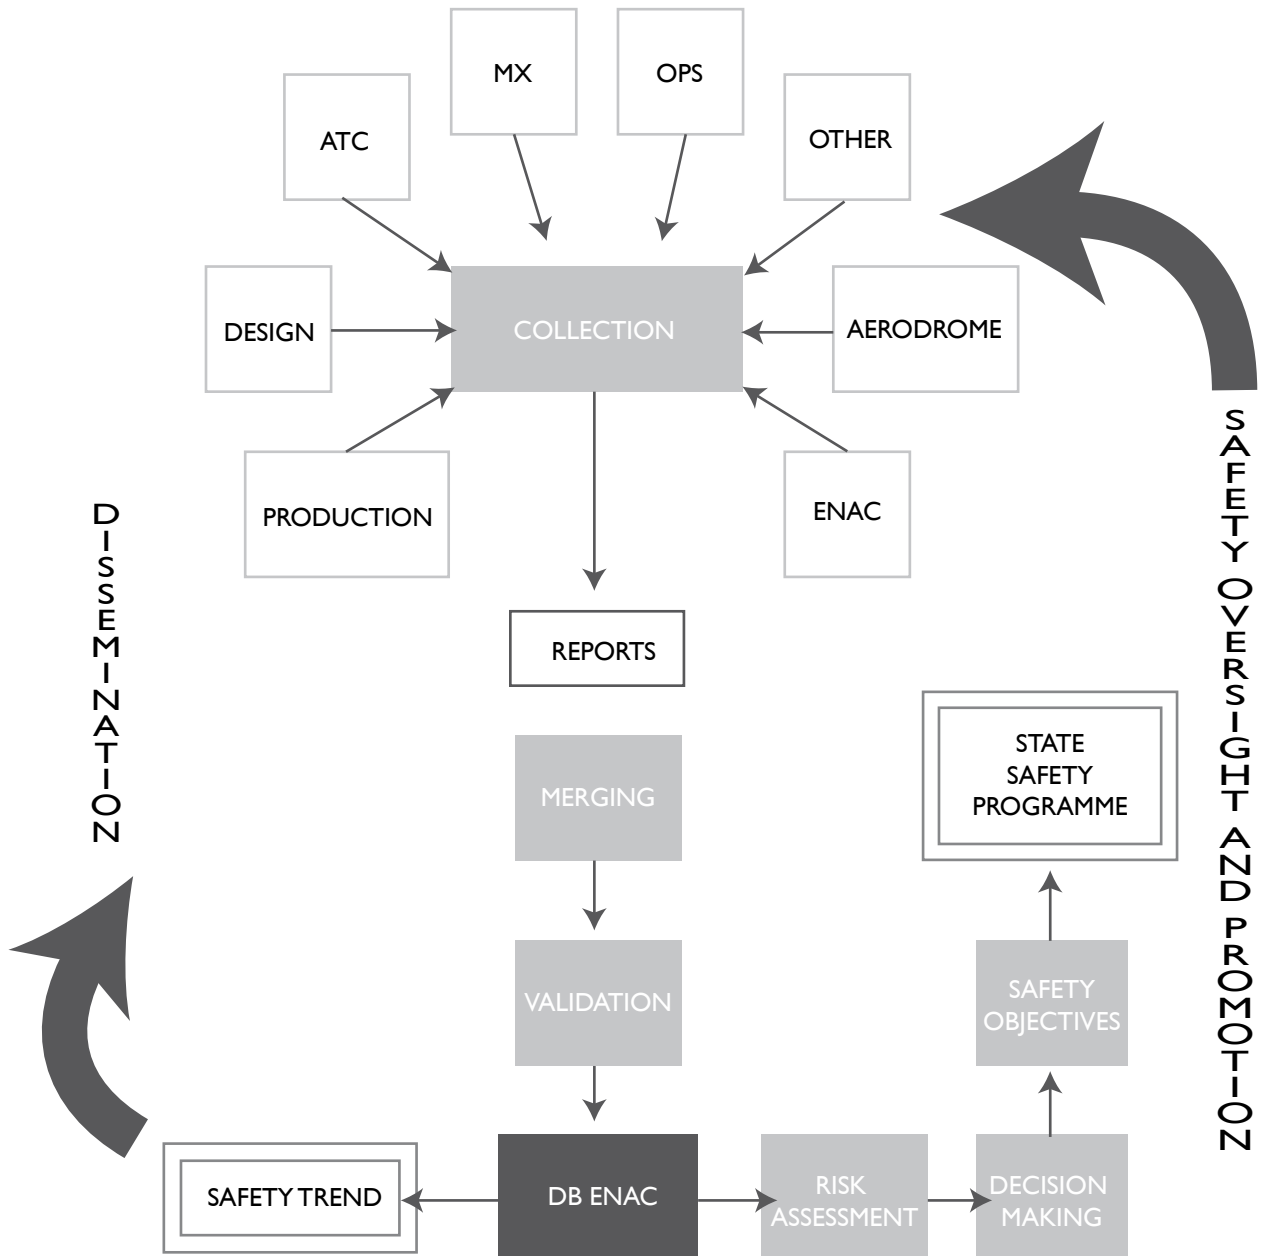 MX
OPS
ATC
OTHER
DESIGN
COLLECTION
AERODROME
PRODUCTION
ENAC
DISSEMINATION
SAFETY OVERSIGHT AND PROMOTION
REPORTS
MERGING
STATE
SAFETY
PROGRAMME
VALIDATION
SAFETY
OBJECTIVES
SAFETY TREND
DB ENAC
RISK
ASSESSMENT
DECISION
MAKING